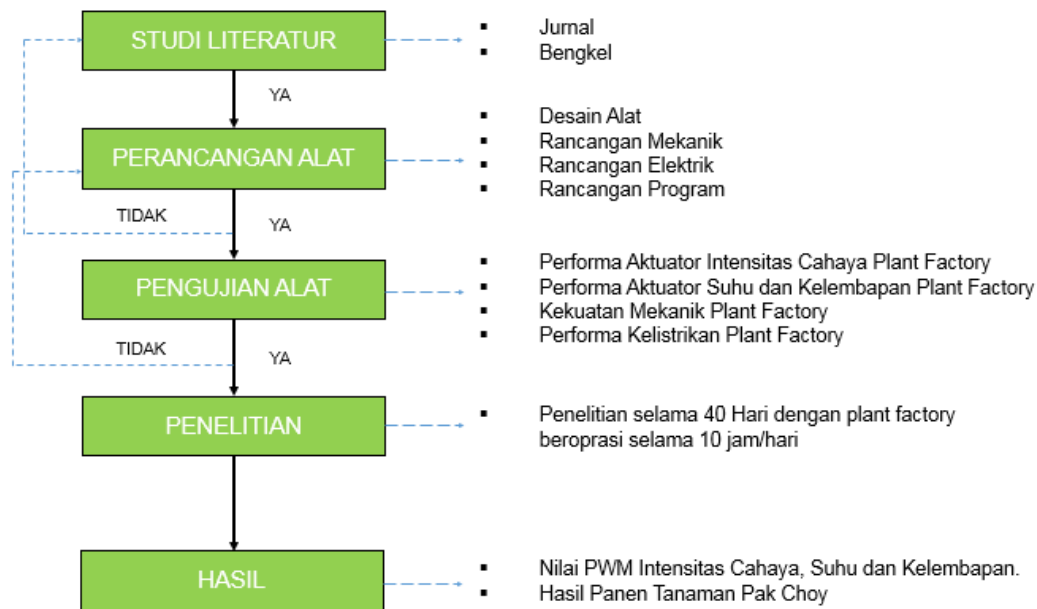 STUDI LITERATUR
▪ Jurnal
▪ Bengkel
YA
PERANCANGAN ALAT
▪ Desain Alat
▪ Rancangan Mekanik
▪ Rancangan Elektrik
▪ Rancangan Program
TIDAK
YA
PENGUJIAN ALAT
▪ Performa Aktuator Intensitas Cahaya Plant Factory
▪ Performa Aktuator Suhu dan Kelembapan Plant Factory
▪ Kekuatan Mekanik Plant Factory
▪ Performa Kelistrikan Plant Factory
TIDAK
YA
PENELITIAN
▪ Penelitian selama 40 Hari dengan plant factory
beroprasi selama 10 jam/hari
HASIL
▪ Nilai PWM Intensitas Cahaya, Suhu dan Kelembapan.
▪ Hasil Panen Tanaman Pak Choy